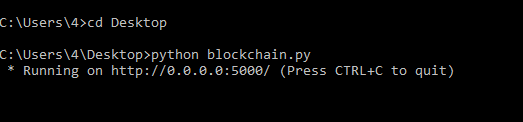 C:\Users\4>cd Desktop
C:\Users\4\Desktop>python blockchain.py
* Running on http://0.0.0.0:5000/ (Press CTRL+C to quit)